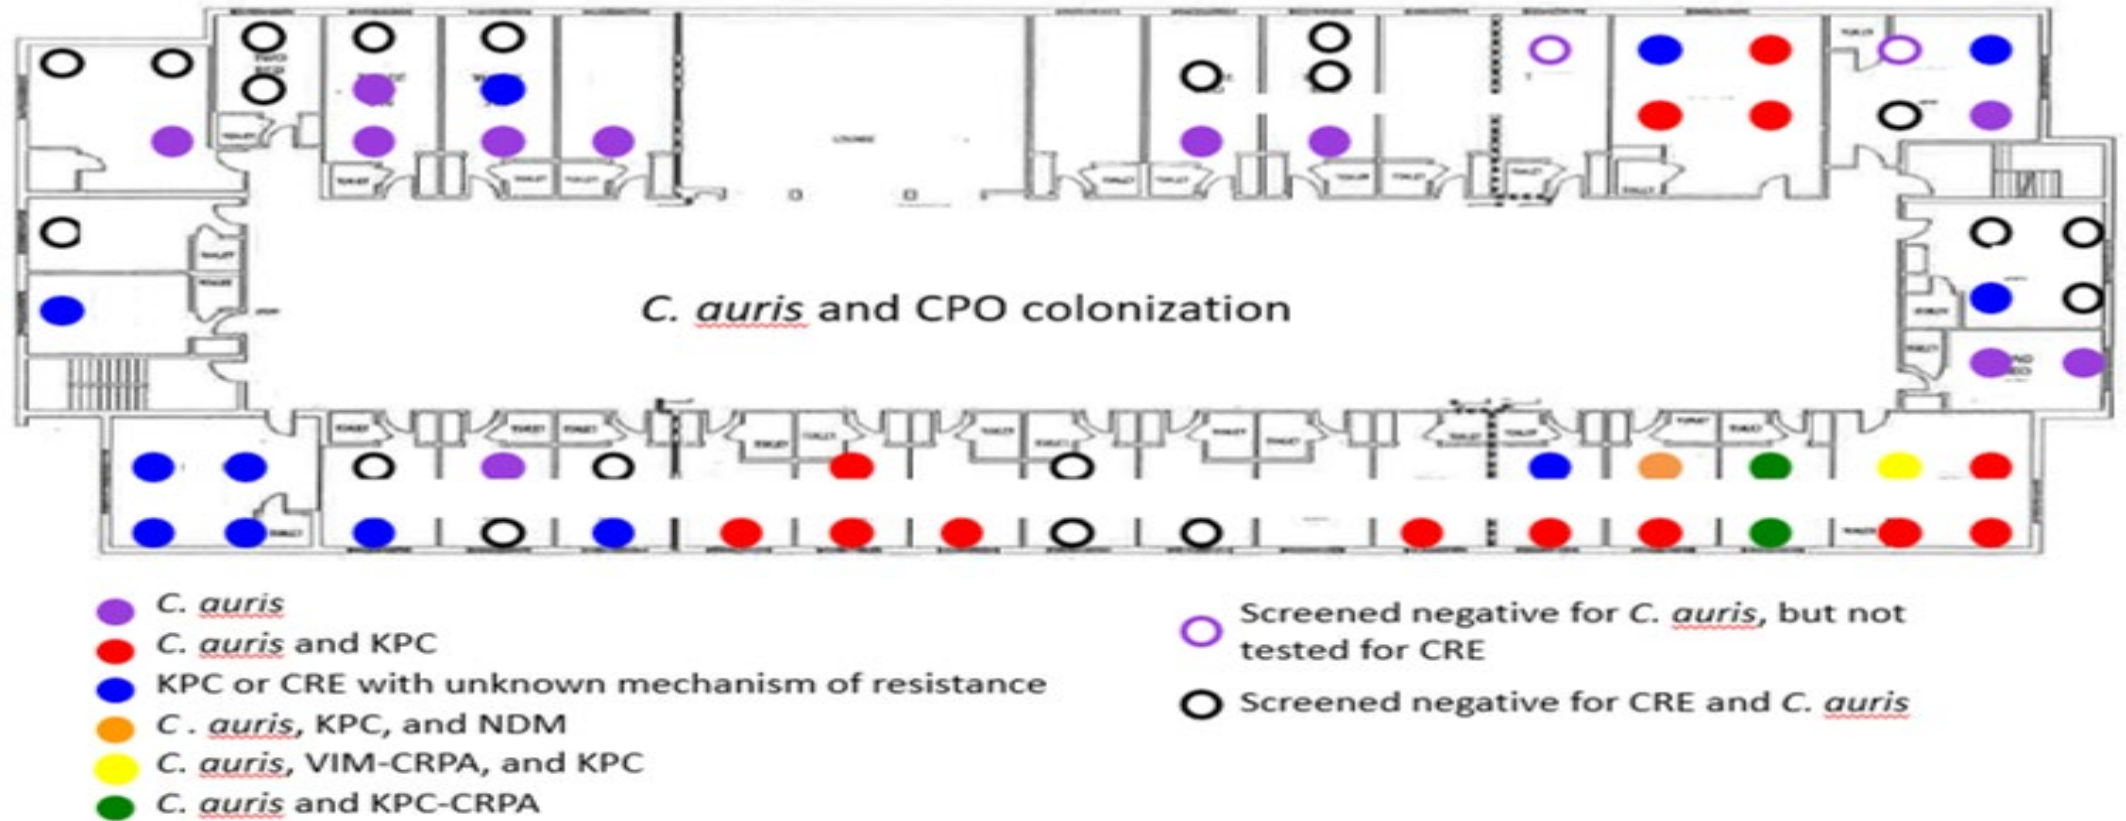 LOUNGE
C. auris and CPO colonization
C. auris
C. auris and KPC
KPC or CRE with unknown mechanism of resistance
C . auris, KPC, and NDM
C. auris, VIM-CRPA, and KPC
C. auris and KPC-CRPA
Screened negative for C. auris, but not
tested for CRE
Screened negative for CRE and C. auris